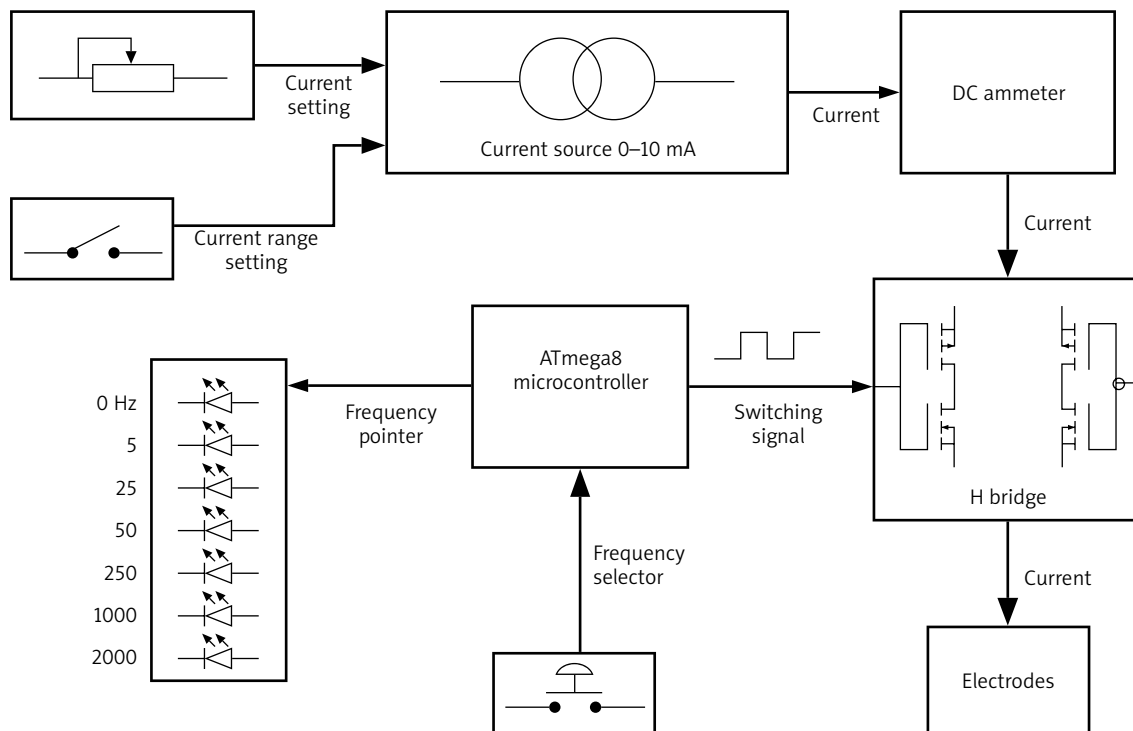 Current
setting
Current source 0–10 mA
Current
DC ammeter
Current range
setting
Current
ATmega8
microcontroller
Switching
signal
H bridge
Frequency
pointer
0 Hz
5
25
50
250
1000
2000
Frequency
selector
Current
Electrodes